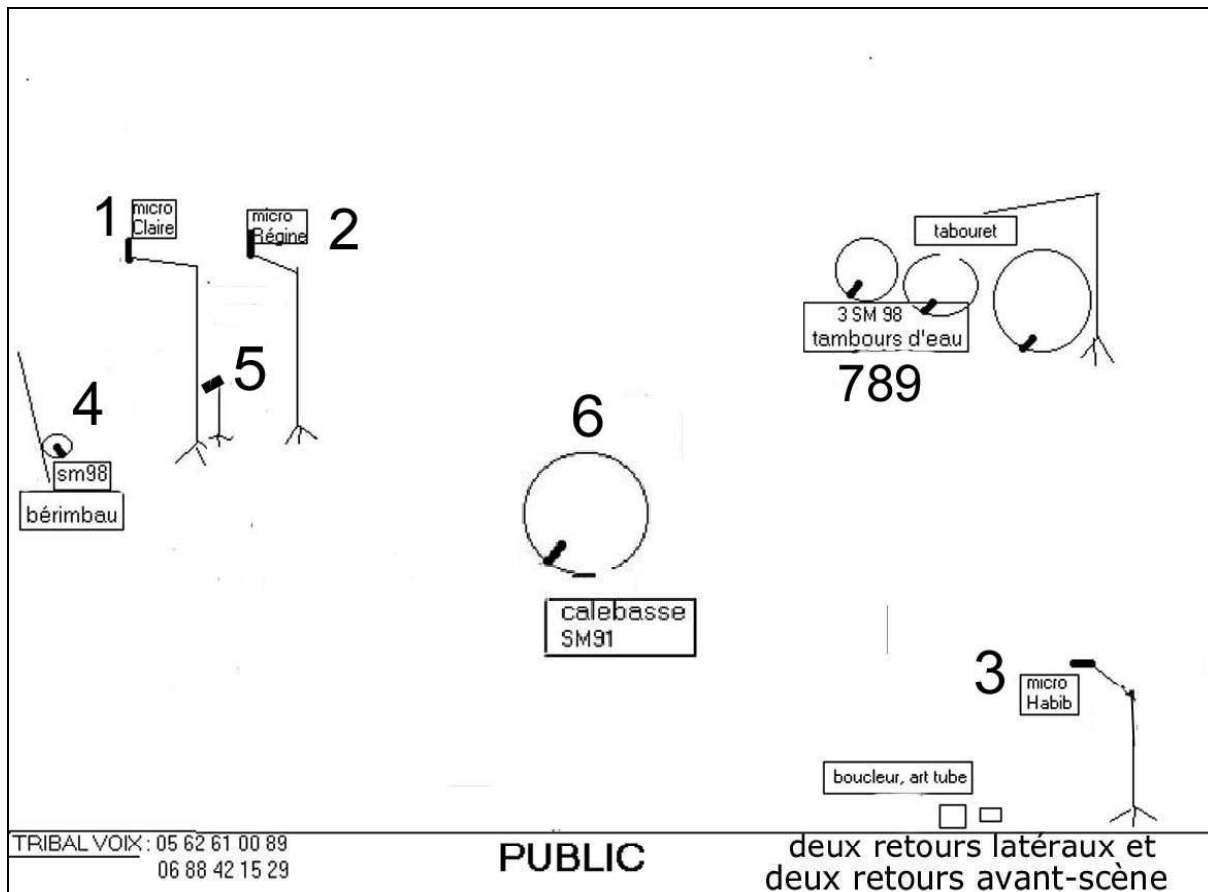 1
micro
Claire
micro
Régine
2
tabouret
3 SM 98
tambours d'eau
789
5
4
sm98
bérimbau
6
calebasse
SM91
3
micro
Habib
boucleur, art tube
TRIBAL VOIX : 05 62 61 00 89
06 88 42 15 29
PUBLIC
deux retours latéraux et
deux retours avant-scène